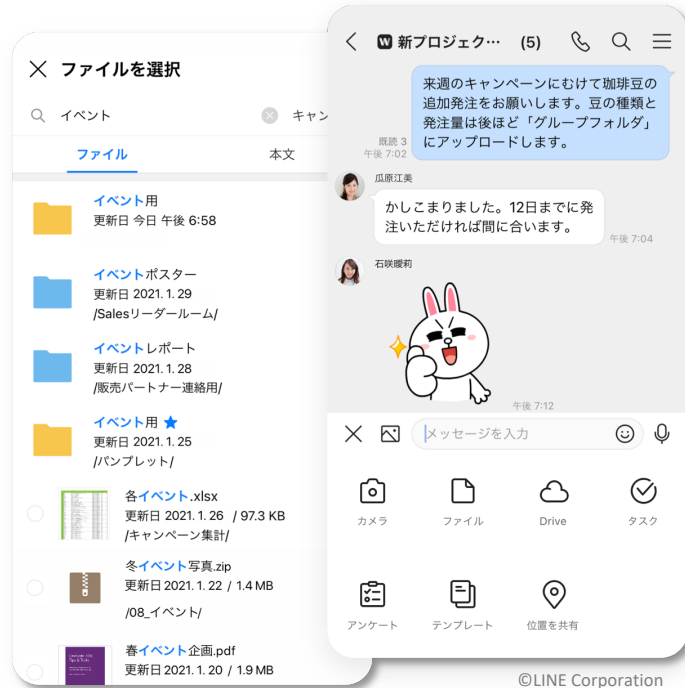 ファイルを選択
イベント
キャン
ファイル
本文
イベント用
更新日 今日 午後 6:58
イベントポスター
更新日 2021. 1. 29
/Salesリーダールーム/
イベントレポート
更新日 2021. 1. 28
/販売パートナー連絡用/
イベント用
更新日 2021. 1. 25
/パンプレット/
各イベント.xlsx
更新日 2021. 1. 26 / 97.3 KB
/キャンペーン集計/
冬イベント写真.zip
更新日 2021. 1. 22 / 1.4 MB
/08_イベント/
春イベント企画.pdf
更新日 2021. 1. 20 / 1.9 MB
W 新プロジェク… (5)
来週のキャンペーンにむけて珈琲豆の
追加発注をお願いします。豆の種類と
発注量は後ほど「グループフォルダ」
にアップロードします。
既読 3
午後 7:02
瓜原江美
かしこまりました。12日までに発
注いただければ間に合います。
午後 7:04
石咲曖莉
午後 7:12
メッセージを入力
カメラ
ファイル
Drive
タスク
アンケート
テンプレート
位置を共有
©LINE Corporation